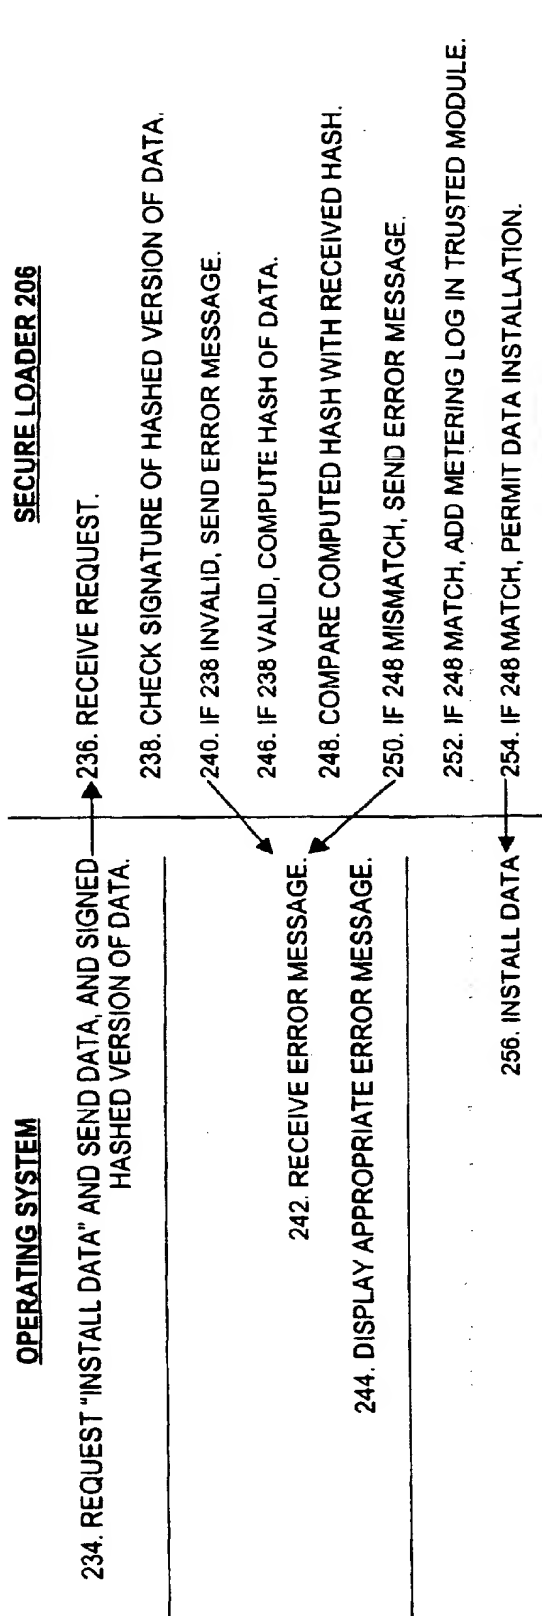 OPERATING SYSTEM
SECURE LOADER 206
234. REQUEST "INSTALL DATA" AND SEND DATA, AND SIGNED
HASHED VERSION OF DATA.
236. RECEIVE REQUEST.
238. CHECK SIGNATURE OF HASHED VERSION OF DATA.
240. IF 238 INVALID, SEND ERROR MESSAGE.
246. IF 238 VALID, COMPUTE HASH OF DATA.
242. RECEIVE ERROR MESSAGE.
248. COMPARE COMPUTED HASH WITH RECEIVED HASH.
244. DISPLAY APPROPRIATE ERROR MESSAGE.
250. IF 248 MISMATCH, SEND ERROR MESSAGE.
252. IF 248 MATCH, ADD METERING LOG IN TRUSTED MODULE.
256. INSTALL DATA
254. IF 248 MATCH, PERMIT DATA INSTALLATION.